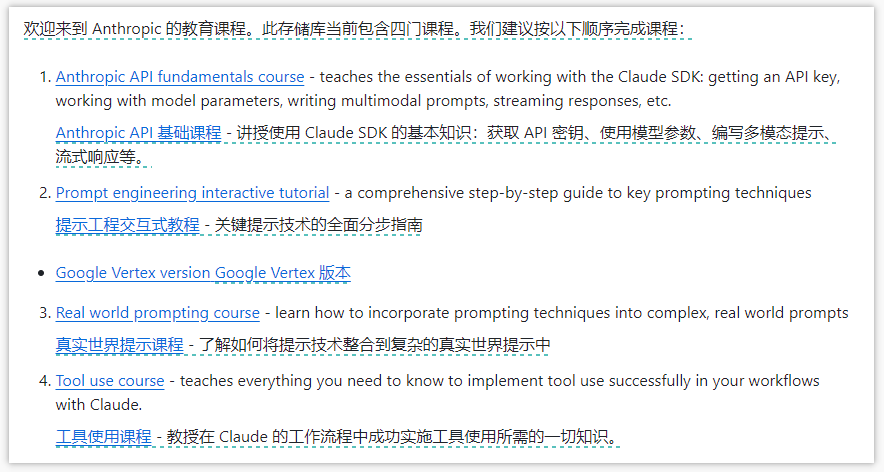 欢迎来到 Anthropic 的教育课程。此存储库当前包含四门课程。我们建议按以下顺序完成课程：
1. Anthropic API fundamentals course - teaches the essentials of working with the Claude SDK: getting an API key,
working with model parameters, writing multimodal prompts, streaming responses, etc.
Anthropic API 基础课程 - 讲授使用 Claude SDK 的基本知识：获取 API 密钥、使用模型参数、编写多模态提示、
流式响应等。
2. Prompt engineering interactive tutorial - a comprehensive step-by-step guide to key prompting techniques
提示工程交互式教程 - 关键提示技术的全面分步指南
• Google Vertex version Google Vertex 版本
3. Real world prompting course - learn how to incorporate prompting techniques into complex, real world prompts
真实世界提示课程 - 了解如何将提示技术整合到复杂的真实世界提示中
4. Tool use course - teaches everything you need to know to implement tool use successfully in your workflows
with Claude.
工具使用课程 - 教授在 Claude 的工作流程中成功实施工具使用所需的一切知识。